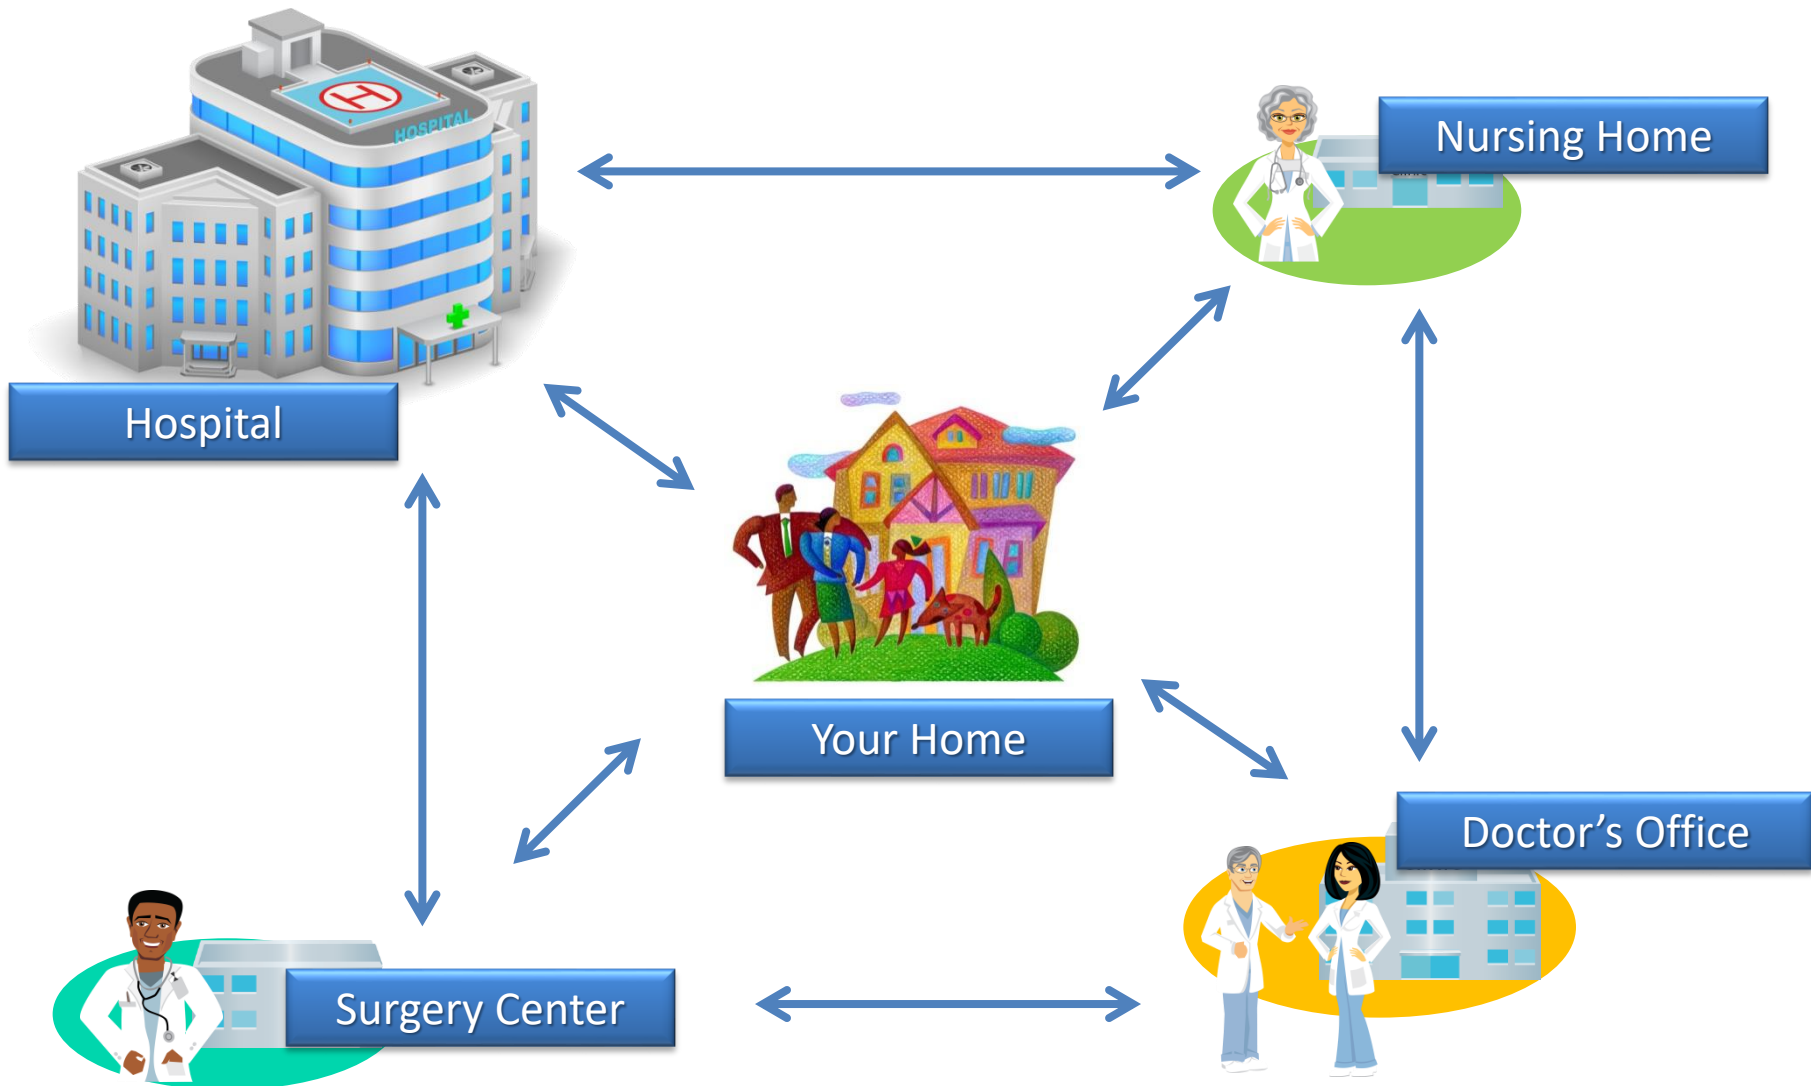 HOSPITAL
Nursing Home
Hospital
Your Home
Doctor’s Office
Surgery Center